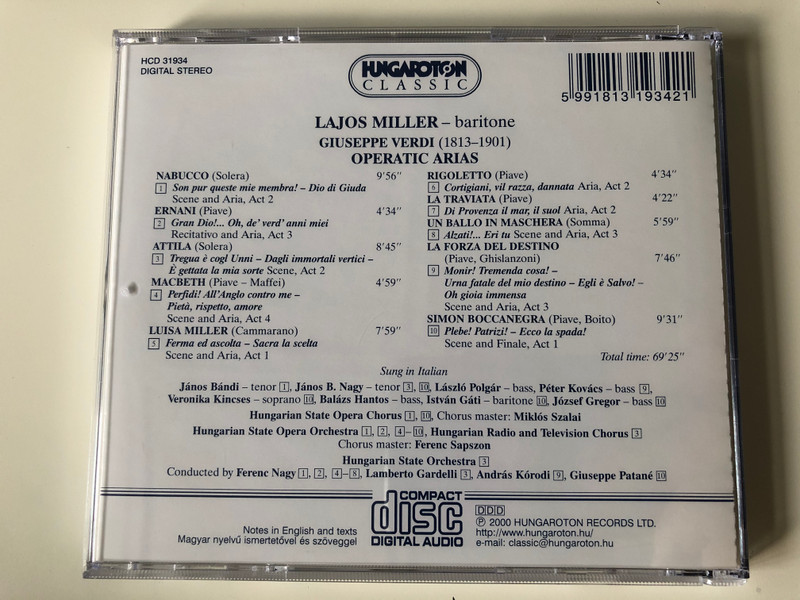 HCD 31934
DIGITAL STEREO
HUNGAROTON
CLASSIC
5 991813 193421
LAJOS MILLER – baritone
GIUSEPPE VERDI (1813–1901)
OPERATIC ARIAS
NABUCCO (Solera) 9'56"
1 Son pur queste mie membra! – Dio di Giuda
Scene and Aria, Act 2
ERNANI (Piave) 4'34"
2 Gran Dio!... Oh, de' verd' anni miei
Recitativo and Aria, Act 3
ATTILA (Solera) 8'45"
3 Tregua è cogl Unni – Dagli immortali vertici –
È gettata la mia sorte Scene, Act 2
MACBETH (Piave – Maffei) 4'59"
4 Perfidi! All'Anglo contro me –
Pietà, rispetto, amore
Scene and Aria, Act 4
LUISA MILLER (Cammarano) 7'59"
5 Ferma ed ascolta – Sacra la scelta
Scene and Aria, Act 1
RIGOLETTO (Piave) 4'34"
6 Cortigiani, vil razza, dannata Aria, Act 2
LA TRAVIATA (Piave) 4'22"
7 Di Provenza il mar, il suol Aria, Act 2
UN BALLO IN MASCHERA (Somma) 5'59"
8 Alzati!... Eri tu Scene and Aria, Act 3
LA FORZA DEL DESTINO
(Piave, Ghislanzoni) 7'46"
9 Monir! Tremenda cosa! –
Urna fatale del mio destino – Egli è Salvo! –
Oh gioia immensa
Scene and Aria, Act 3
SIMON BOCCANEGRA (Piave, Boito) 9'31"
10 Plebe! Patrizi! – Ecco la spada!
Scene and Finale, Act 1
Total time: 69'25"
Sung in Italian
János Bándi – tenor 1, János B. Nagy – tenor 3, 10, László Polgár – bass, Péter Kovács – bass 9,
Veronika Kincses – soprano 10, Balázs Hantos – bass, István Gáti – baritone 10, József Gregor – bass 10
Hungarian State Opera Chorus 1, 10, Chorus master: Miklós Szalai
Hungarian State Opera Orchestra 1, 2, 4–10, Hungarian Radio and Television Chorus 3
Chorus master: Ferenc Sapszon
Hungarian State Orchestra 3
Conducted by Ferenc Nagy 1, 2, 4–8, Lamberto Gardelli 3, András Kórodi 9, Giuseppe Patané 10
Notes in English and texts
Magyar nyelvű ismertetővel és szöveggel
COMPACT
disc
DIGITAL AUDIO
DDD
℗ 2000 HUNGAROTON RECORDS LTD.
http://www.hungaroton.hu/
e-mail: classic@hungaroton.hu